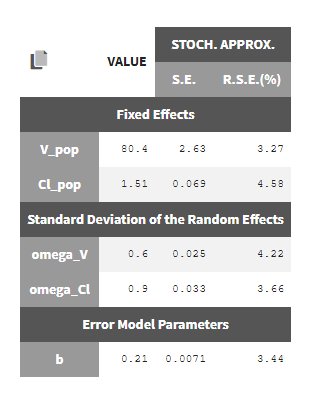 STOCH. APPROX.
VALUE
S.E. R.S.E.(%)
Fixed Effects
V_pop 80.4 2.63 3.27
Cl_pop 1.51 0.069 4.58
Standard Deviation of the Random Effects
omega_V 0.6 0.025 4.22
omega_Cl 0.9 0.033 3.66
Error Model Parameters
b 0.21 0.0071 3.44